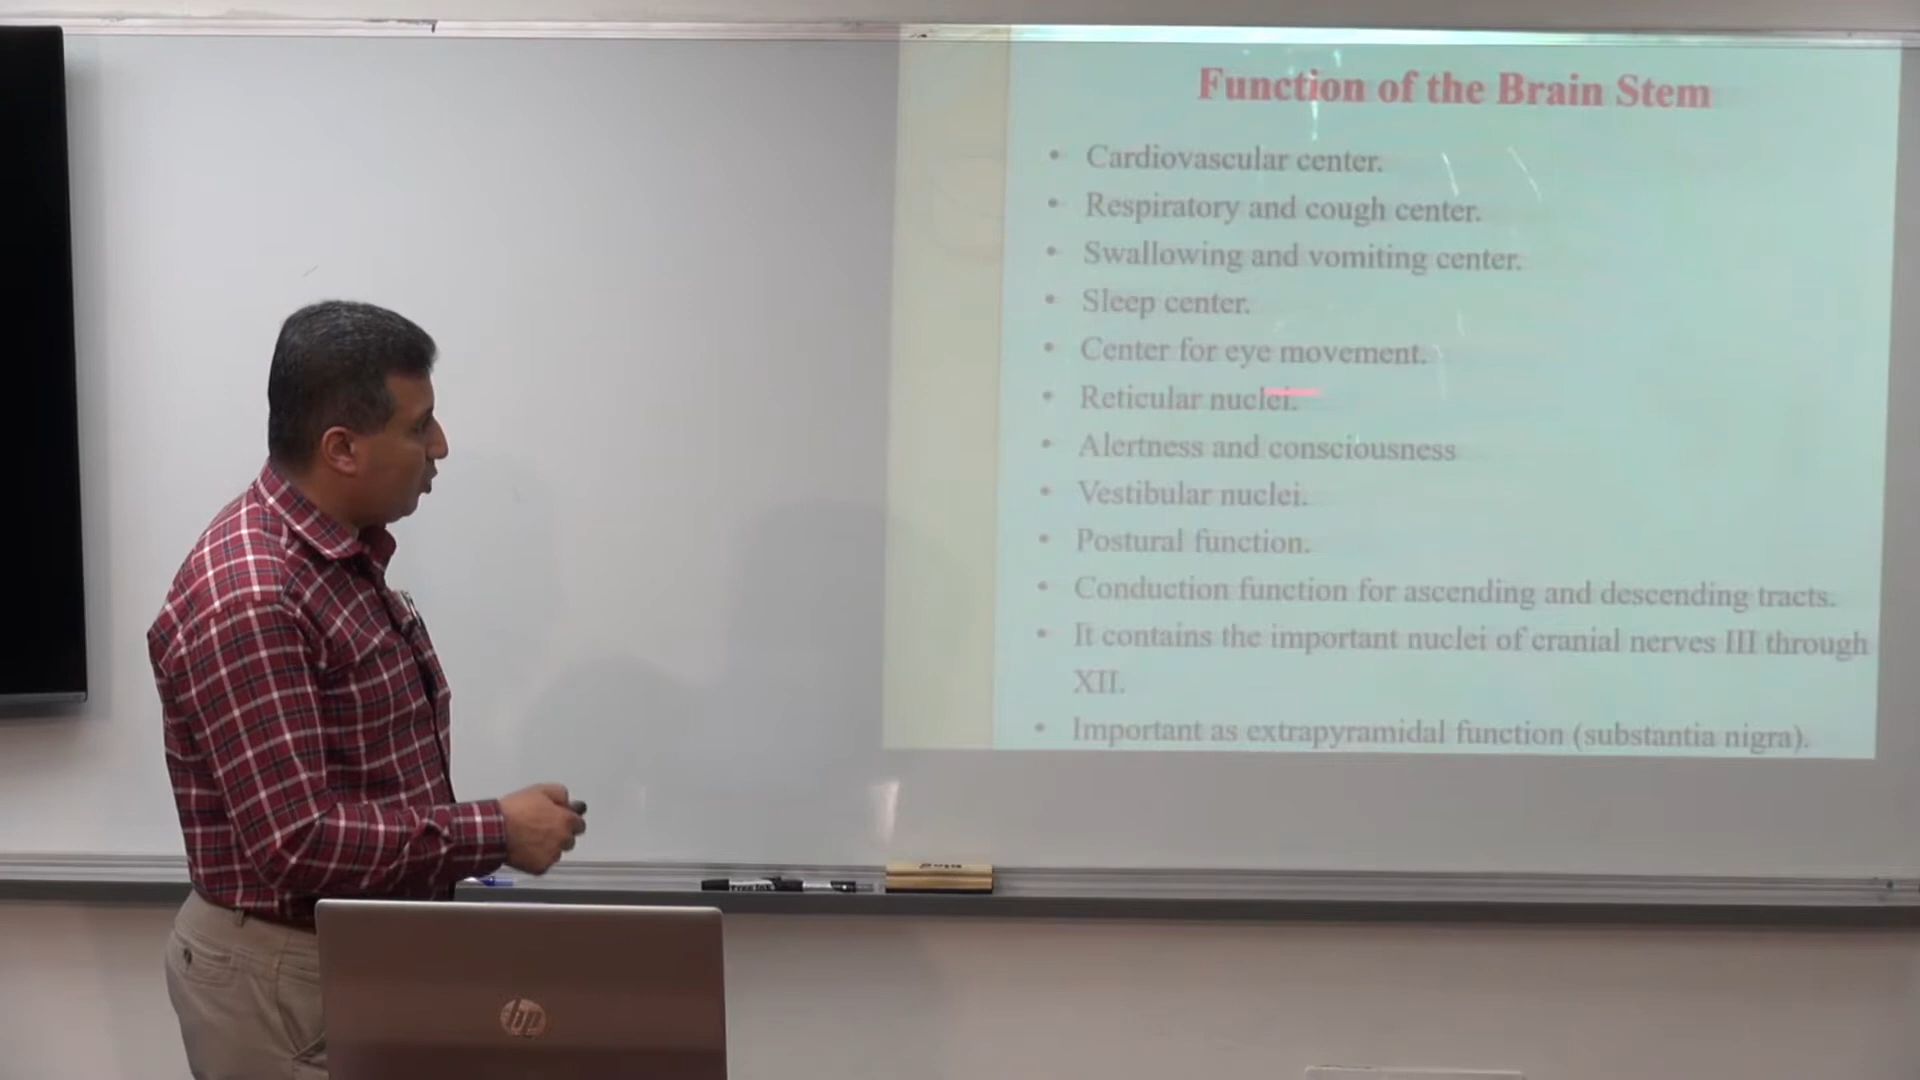 Function of the Brain Stem
• Cardiovascular center.
• Respiratory and cough center.
• Swallowing and vomiting center.
• Sleep center.
• Center for eye movement.
• Reticular nuclei.
• Alertness and consciousness
• Vestibular nuclei.
• Postural function.
• Conduction function for ascending and descending tracts.
• It contains the important nuclei of cranial nerves III through
XII.
• Important as extrapyramidal function (substantia nigra).
hp